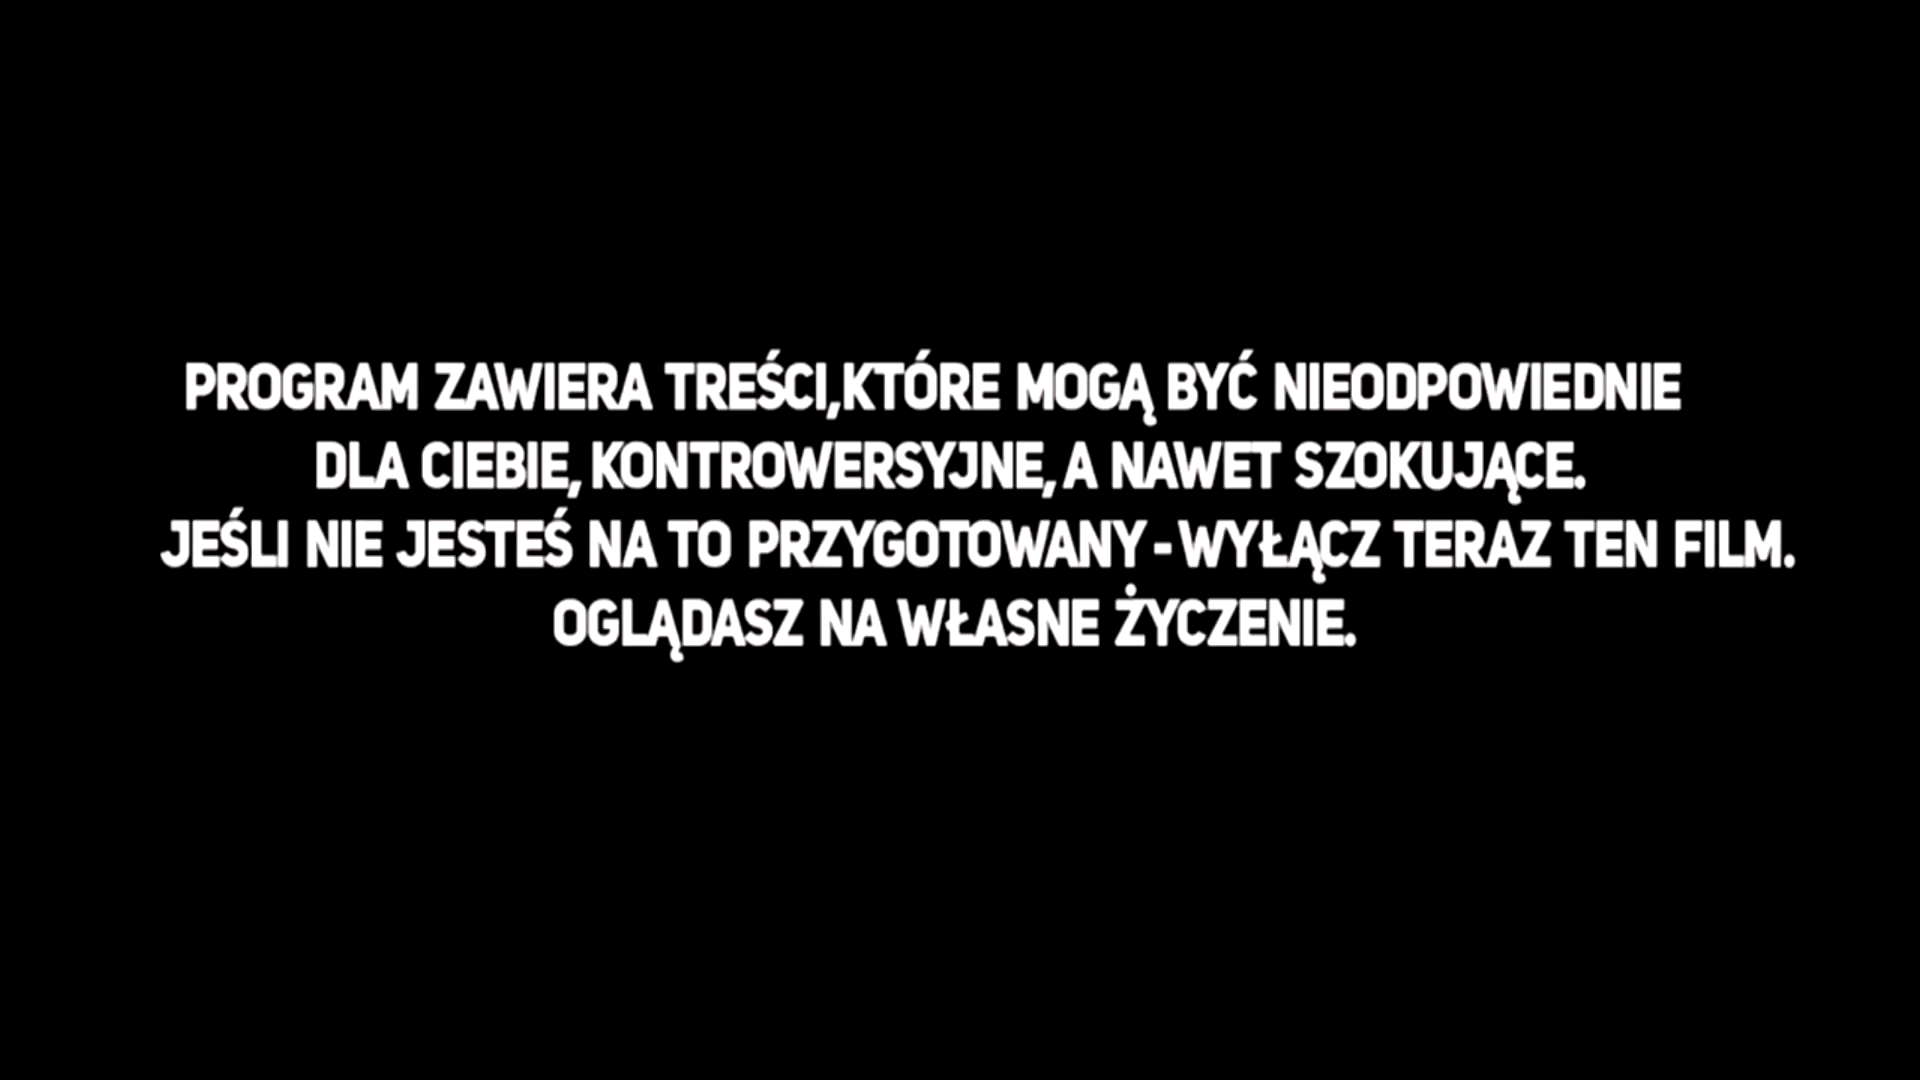 PROGRAM ZAWIERA TREŚCI,KTÓRE MOGĄ BYĆ NIEODPOWIEDNIE
DLA CIEBIE, KONTROWERSYJNE, A NAWET SZOKUJĄCE.
JEŚLI NIE JESTEŚ NA TO PRZYGOTOWANY - WYŁĄCZ TERAZ TEN FILM.
OGLĄDASZ NA WŁASNE ŻYCZENIE.